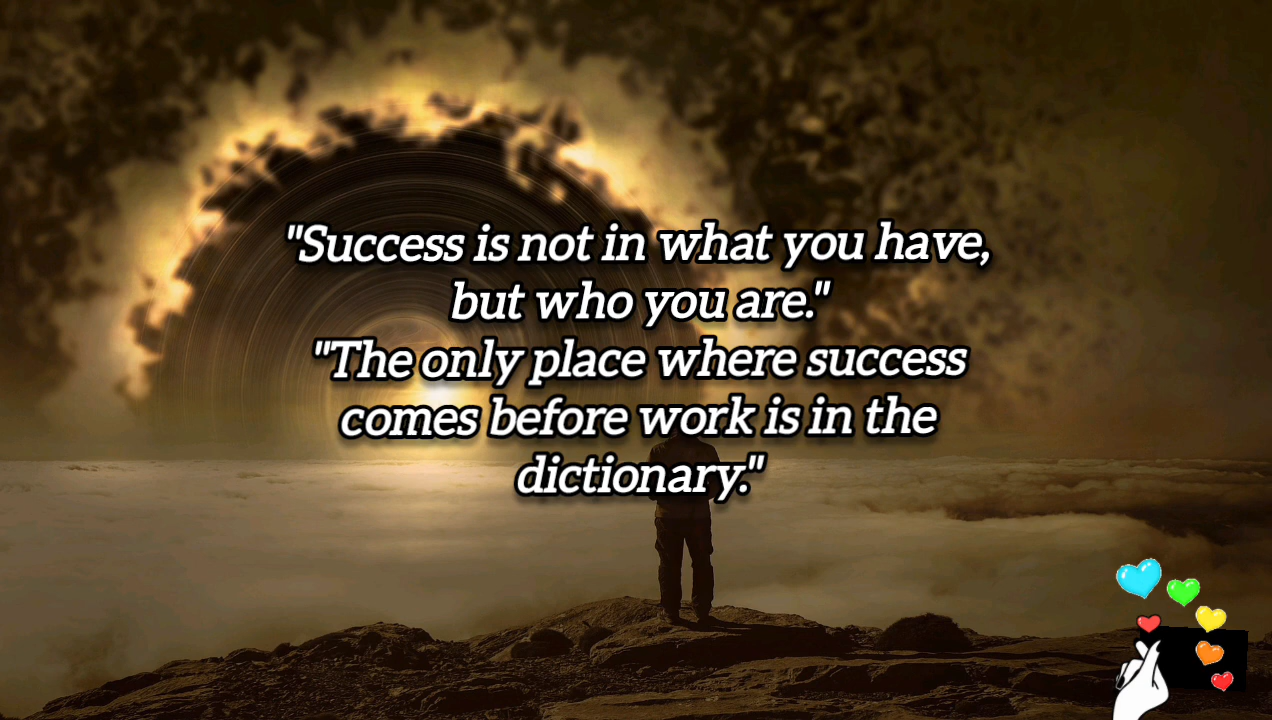 "Success is not in what you have,
but who you are."
"The only place where success
comes before work is in the
dictionary."